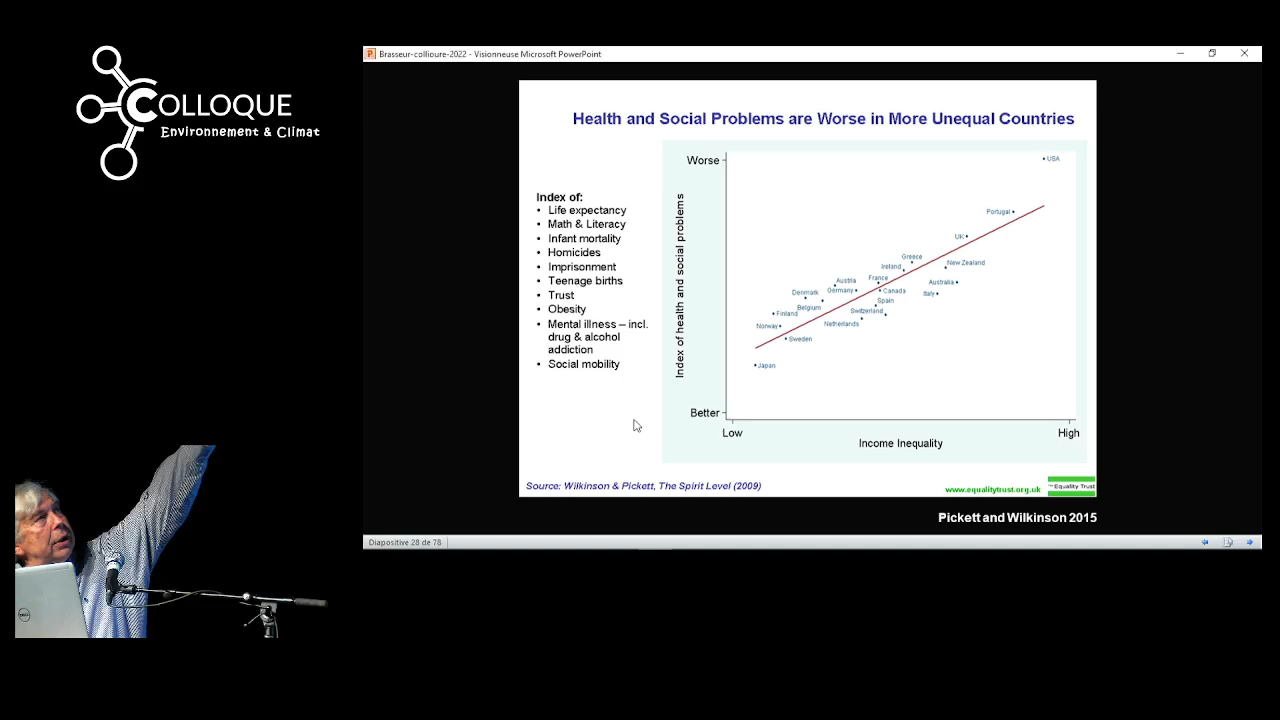 COLLOQUE
Environnement & Climat
Brasseur-collioure-2022 - Visionneuse Microsoft PowerPoint
Health and Social Problems are Worse in More Unequal Countries
Index of:
• Life expectancy
• Math & Literacy
• Infant mortality
• Homicides
• Imprisonment
• Teenage births
• Trust
• Obesity
• Mental illness – incl.
drug & alcohol
addiction
• Social mobility
Index of health and social problems
Worse
Better
USA
Portugal
UK
Greece
New Zealand
Ireland
France
Austria
Australia
Germany
Canada
Italy
Denmark
Spain
Belgium
Switzerland
Finland
Netherlands
Norway
Sweden
Japan
Low
High
Income Inequality
Source: Wilkinson & Pickett, The Spirit Level (2009)
www.equalitytrust.org.uk
The Equality Trust
Pickett and Wilkinson 2015
Diapositive 28 de 78
DELL